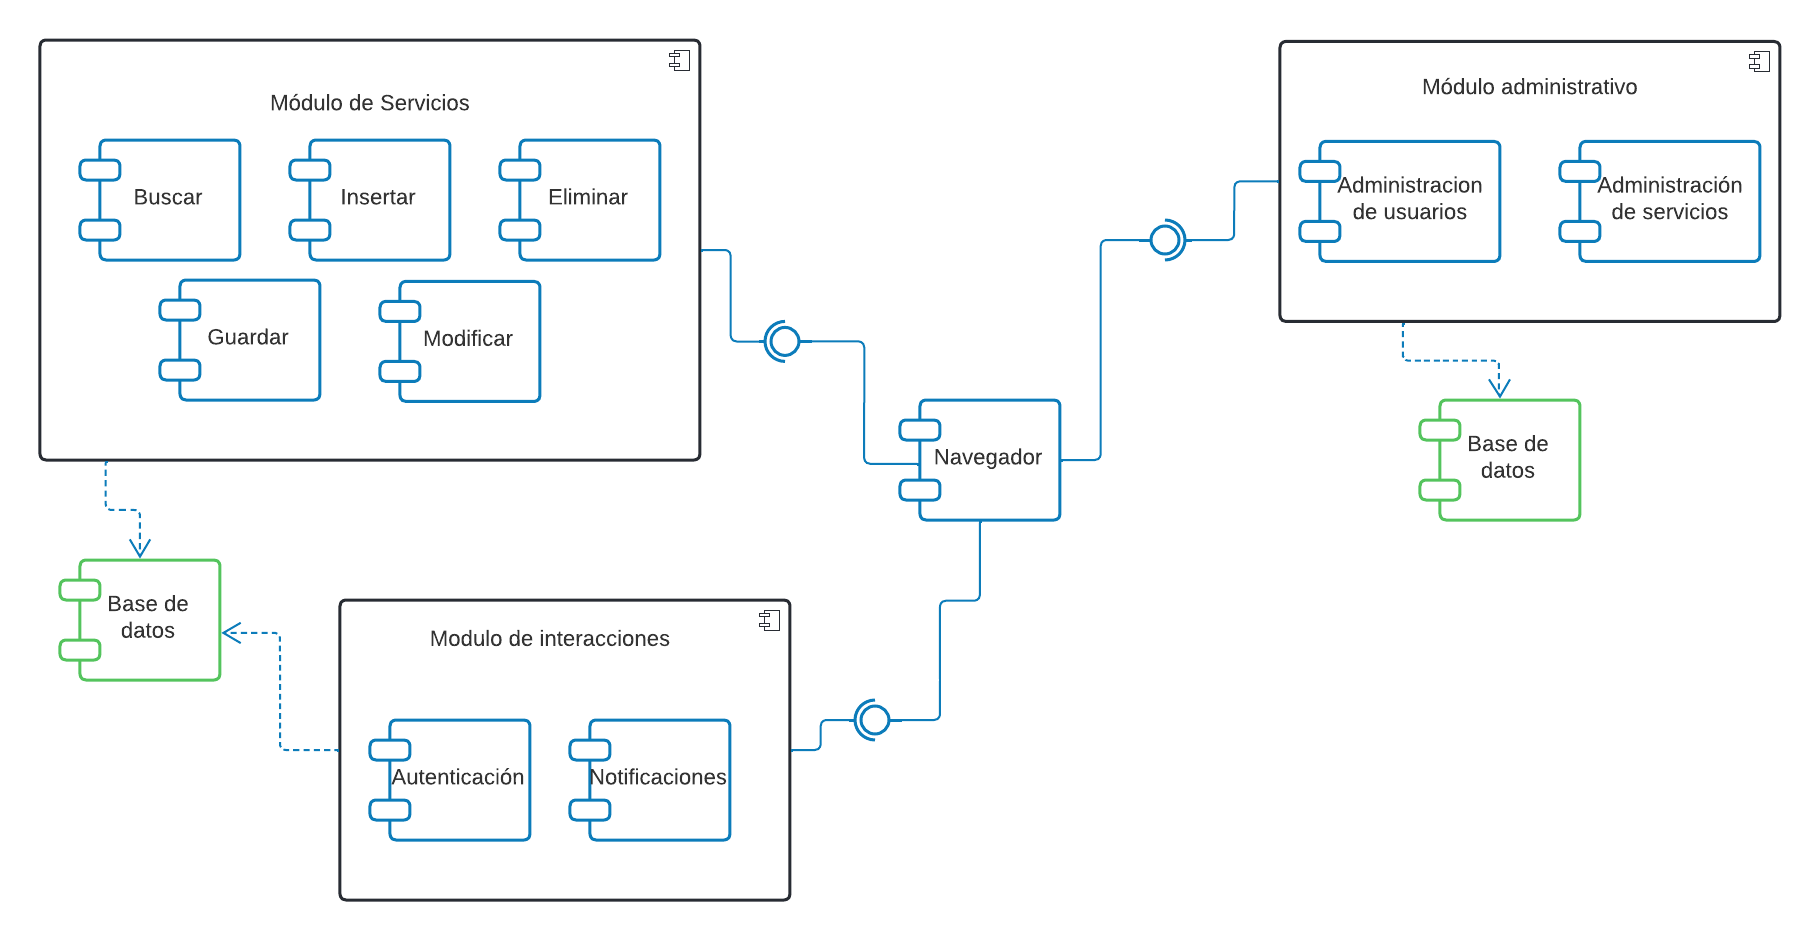 Módulo de Servicios
Buscar
Insertar
Eliminar
Guardar
Modificar
Módulo administrativo
Administracion
de usuarios
Administración
de servicios
Navegador
Base de
datos
Base de
datos
Modulo de interacciones
Autenticación
Notificaciones